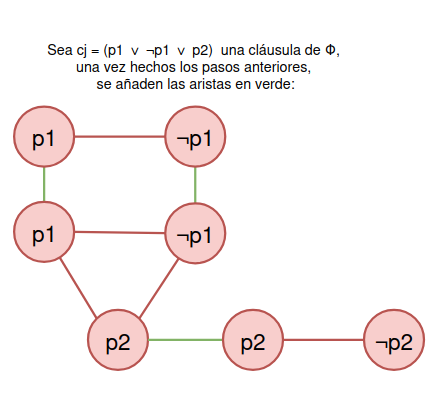 Sea cj = (p1 ∨ ¬p1 ∨ p2) una cláusula de Φ,
una vez hechos los pasos anteriores,
se añaden las aristas en verde:
p1 ¬p1
p1 ¬p1
p2 p2 ¬p2